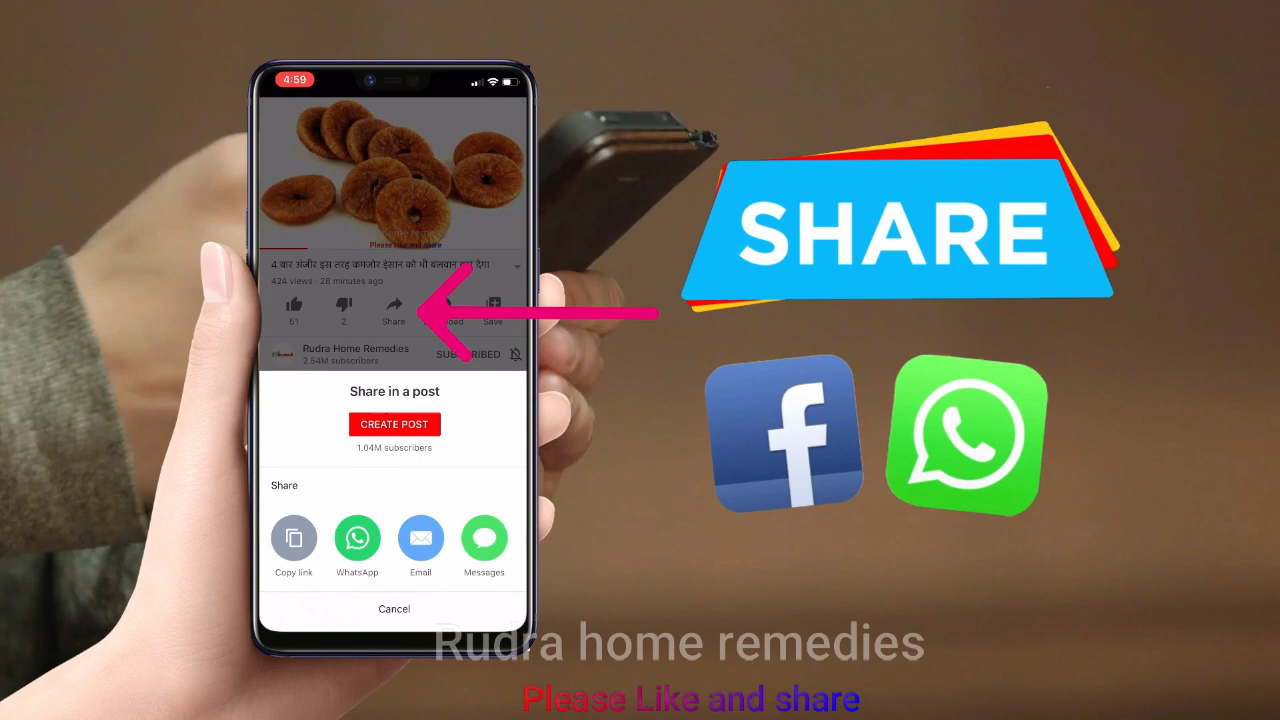 4:59
Please Like and share
4 बार अंजीर इस तरह कमजोर इंसान को भी बलवान बना देगा
424 views · 28 minutes ago
51
2
Share
Save
Rudra Home Remedies
2.54M subscribers
SUBSCRIBED
Share in a post
CREATE POST
1.04M subscribers
Share
Copy link
WhatsApp
Email
Messages
Cancel
SHARE
f
Rudra home remedies
Please Like and share